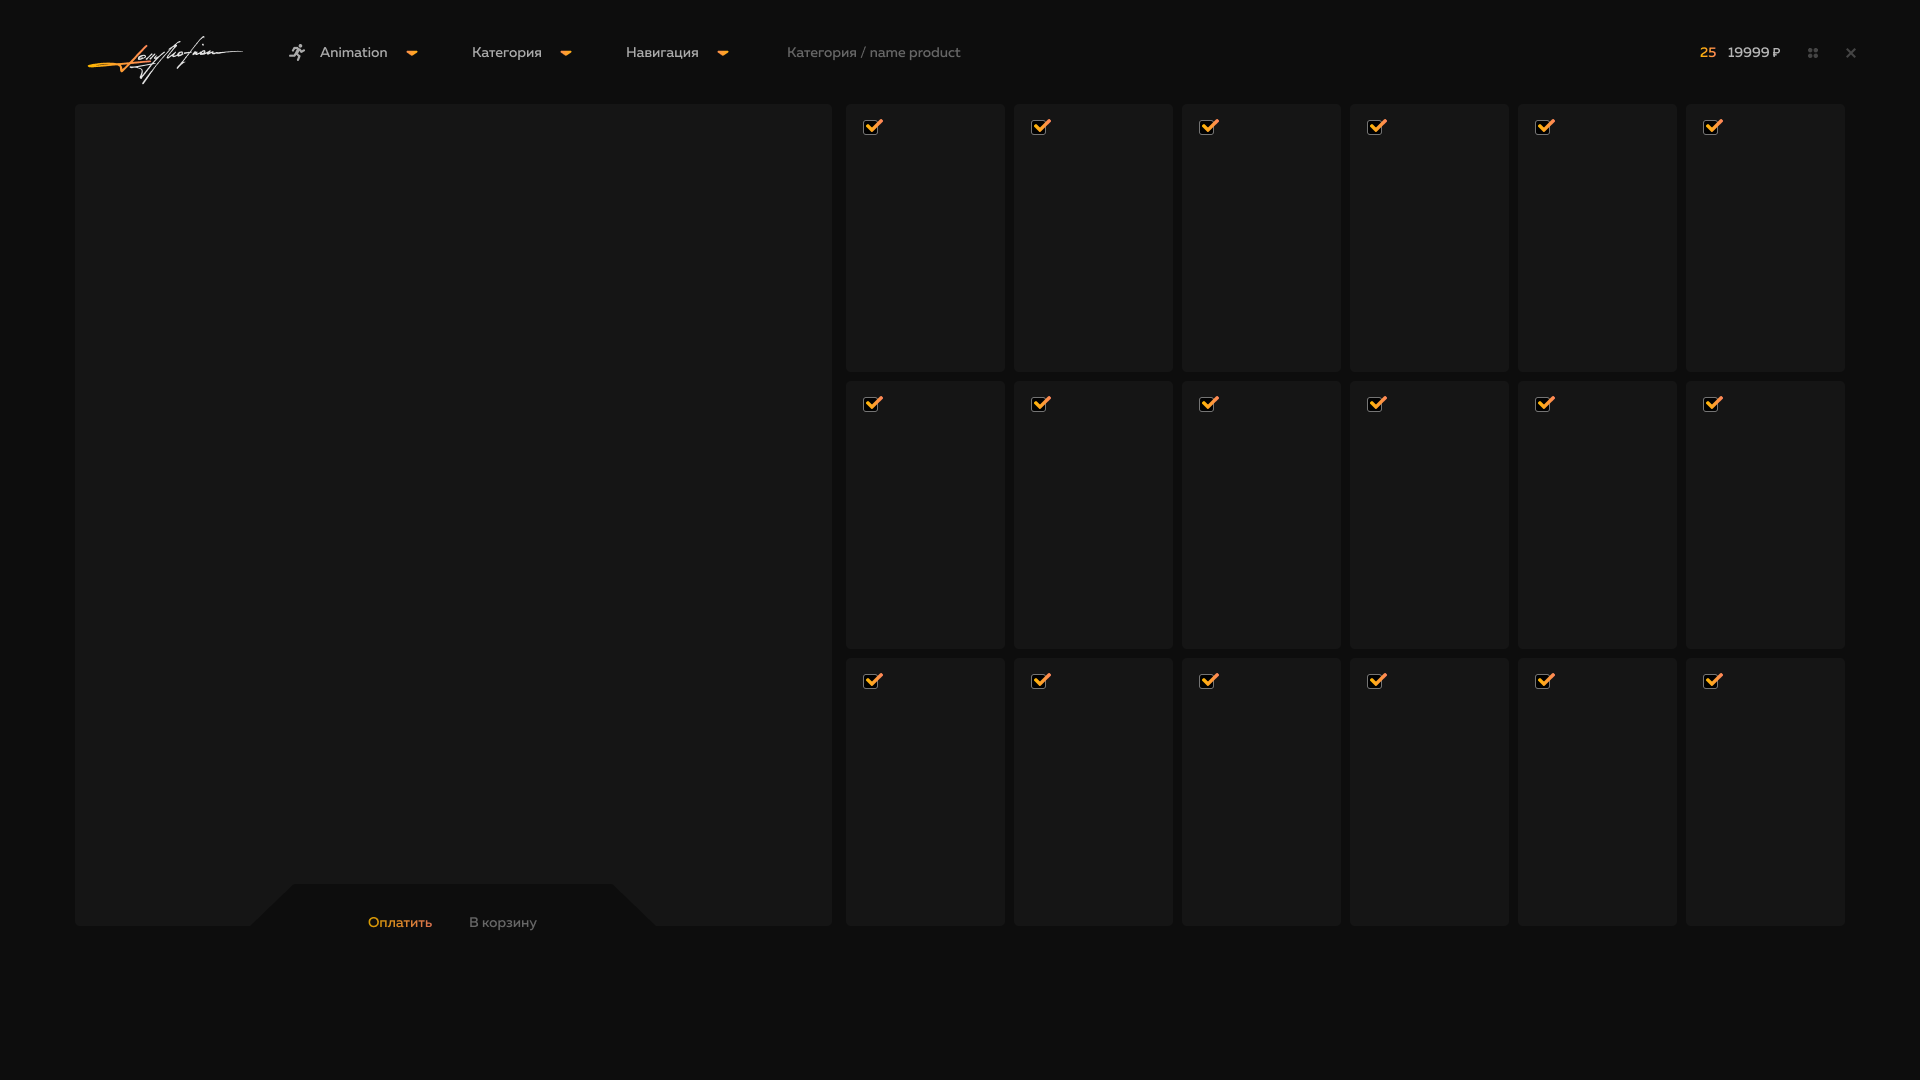 Animation
Категория
Навигация
Категория / name product
25 19999 ₽
Оплатить
В корзину